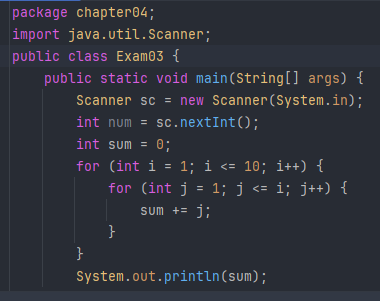 package chapter04;
import java.util.Scanner;
public class Exam03 {
    public static void main(String[] args) {
        Scanner sc = new Scanner(System.in);
        int num = sc.nextInt();
        int sum = 0;
        for (int i = 1; i <= 10; i++) {
            for (int j = 1; j <= i; j++) {
                sum += j;
            }
        }
        System.out.println(sum);